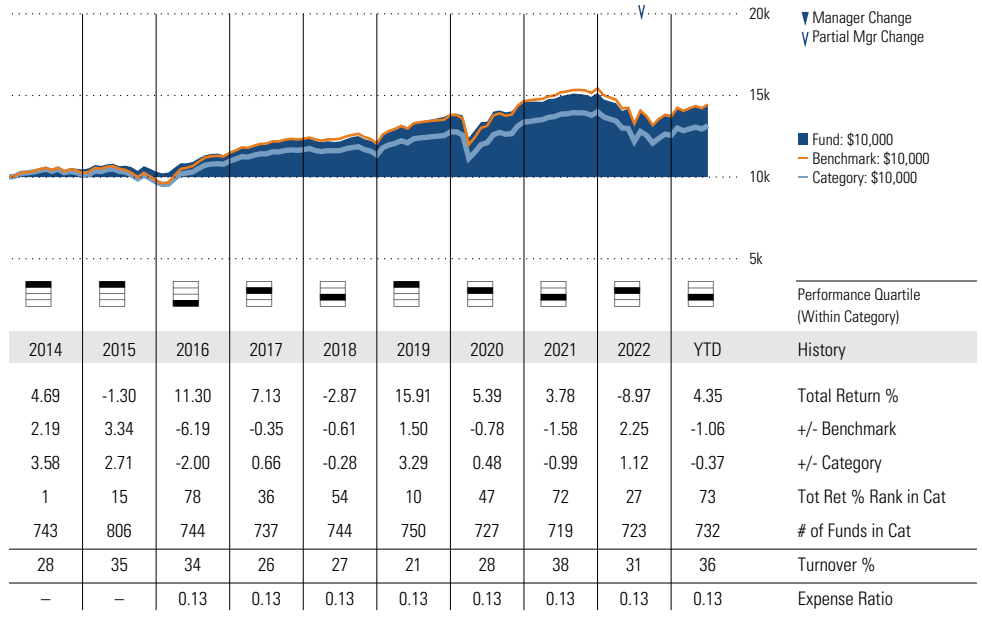 20k
▼ Manager Change
∨ Partial Mgr Change
15k
Fund: $10,000
Benchmark: $10,000
Category: $10,000
10k
5k
Performance Quartile
(Within Category)
2014 2015 2016 2017 2018 2019 2020 2021 2022 YTD History
4.69 -1.30 11.30 7.13 -2.87 15.91 5.39 3.78 -8.97 4.35 Total Return %
2.19 3.34 -6.19 -0.35 -0.61 1.50 -0.78 -1.58 2.25 -1.06 +/- Benchmark
3.58 2.71 -2.00 0.66 -0.28 3.29 0.48 -0.99 1.12 -0.37 +/- Category
1 15 78 36 54 10 47 72 27 73 Tot Ret % Rank in Cat
743 806 744 737 744 750 727 719 723 732 # of Funds in Cat
28 35 34 26 27 21 28 38 31 36 Turnover %
– – 0.13 0.13 0.13 0.13 0.13 0.13 0.13 0.13 Expense Ratio